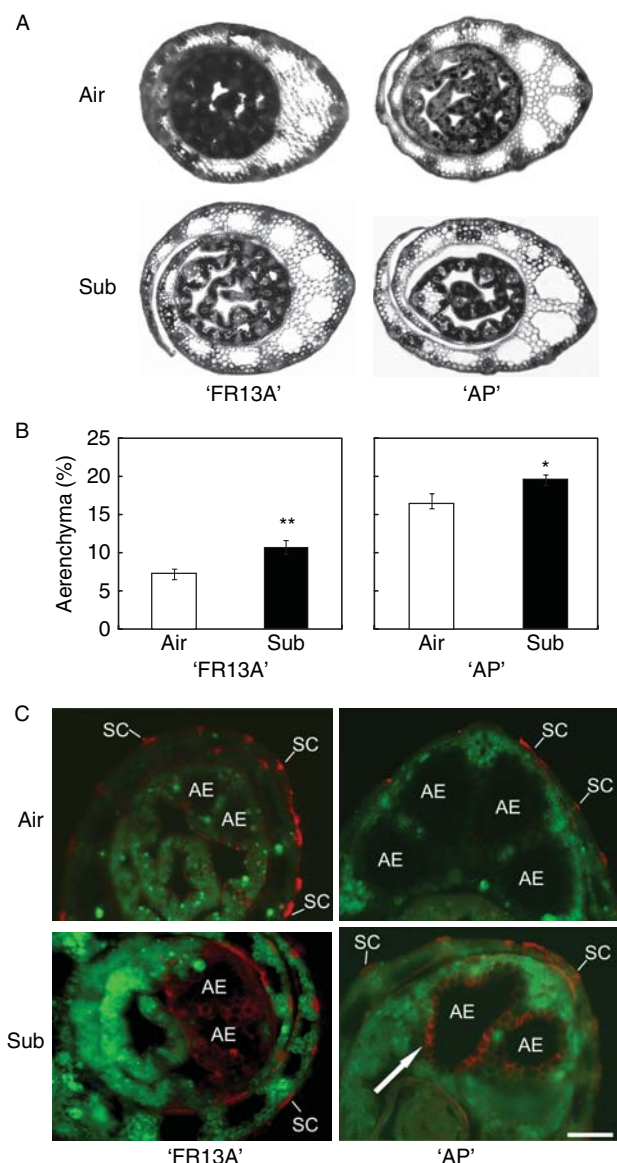 A
Air
Sub
'FR13A' 'AP'
B
Aerenchyma (%)
25
20
15
10
5
0
**
*
Air Sub Air Sub
'FR13A' 'AP'
C
Air
SC
SC
AE
AE
SC
SC
SC
AE
AE
AE
AE
Sub
AE
AE
SC
SC
SC
AE
AE
'FR13A' 'AP'